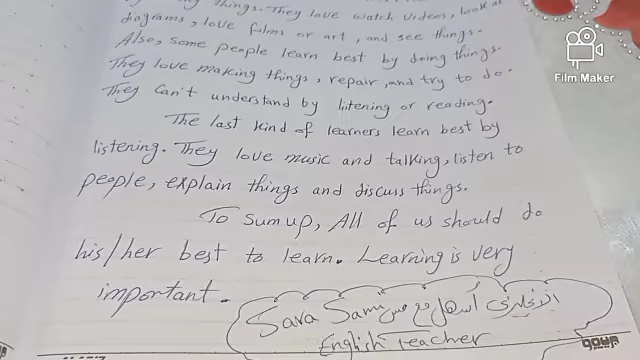 things. They love watch videos, look at
diagrams, love films or art, and see things.
Also, some people learn best by doing things.
They love making things, repair, and try to do.
They can't understand by litening or reading.
The last kind of learners learn best by
listening. They love music and talking, listen to
people, explain things and discuss things.
To sum up, All of us should do
his/her best to learn. Learning is very
important.
الإنجليزي أسهل مع مس Sara Sami
English Teacher
Film Maker